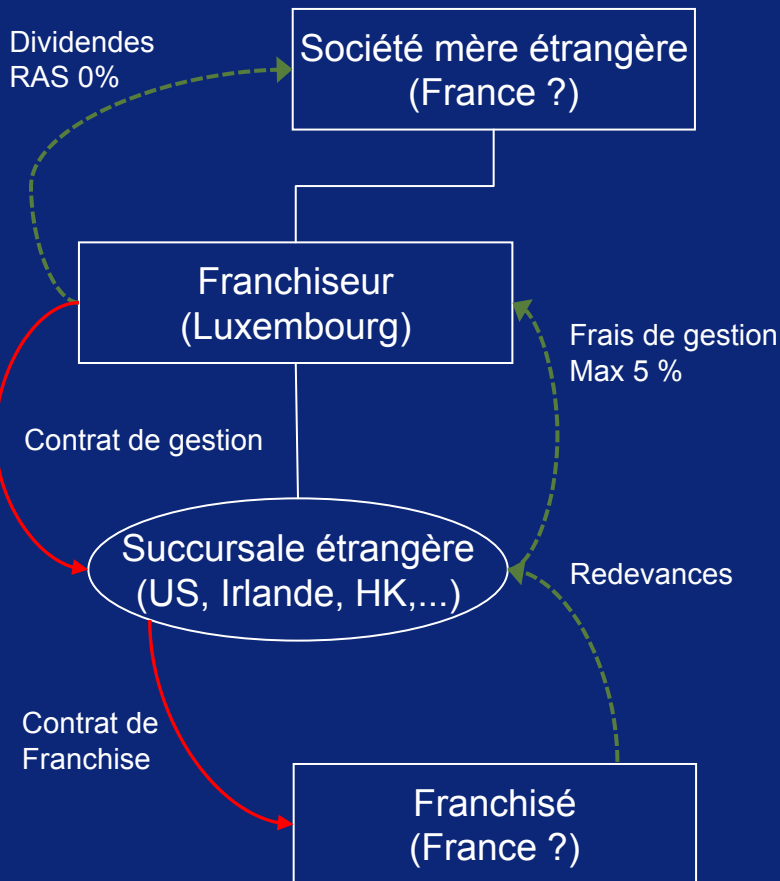 Dividendes
RAS 0%
Société mère étrangère
(France ?)
Franchiseur
(Luxembourg)
Frais de gestion
Max 5 %
Contrat de gestion
Succursale étrangère
(US, Irlande, HK,...)
Redevances
Contrat de
Franchise
Franchisé
(France ?)